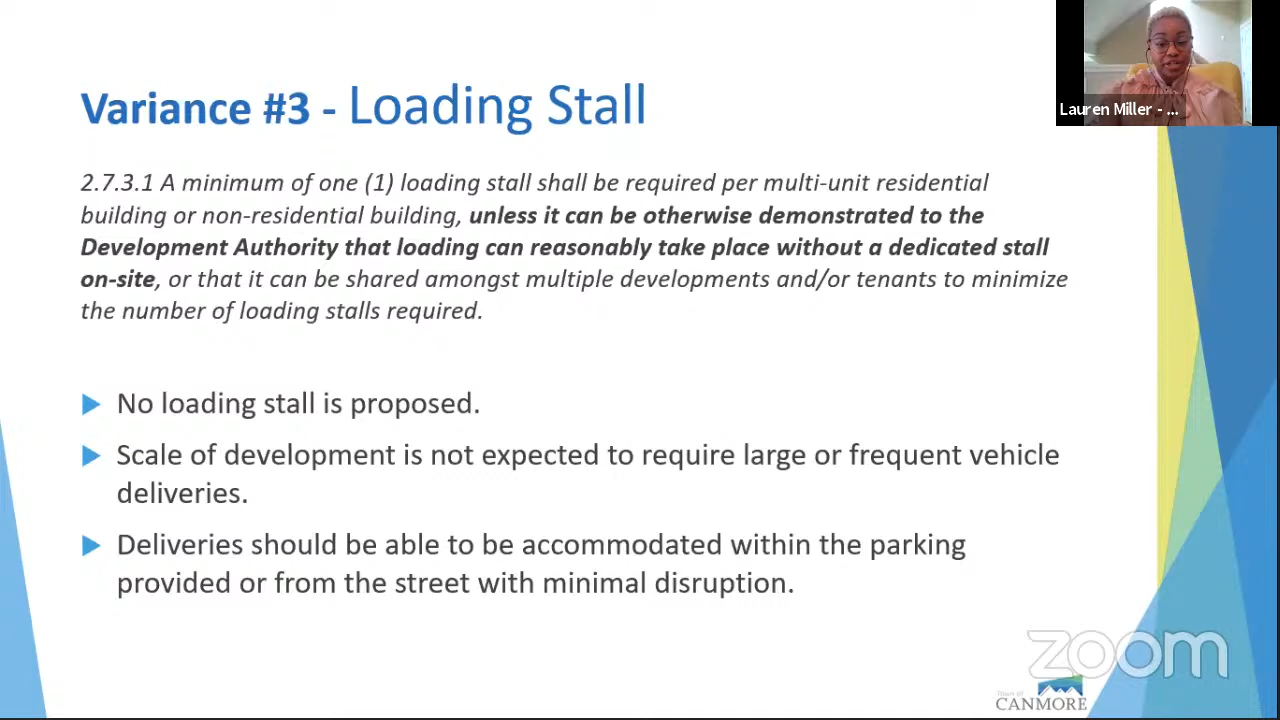 Lauren Miller - ...
Variance #3 - Loading Stall
2.7.3.1 A minimum of one (1) loading stall shall be required per multi-unit residential
building or non-residential building, unless it can be otherwise demonstrated to the
Development Authority that loading can reasonably take place without a dedicated stall
on-site, or that it can be shared amongst multiple developments and/or tenants to minimize
the number of loading stalls required.
No loading stall is proposed.
Scale of development is not expected to require large or frequent vehicle
deliveries.
Deliveries should be able to be accommodated within the parking
provided or from the street with minimal disruption.
zoom
Town of
CANMORE